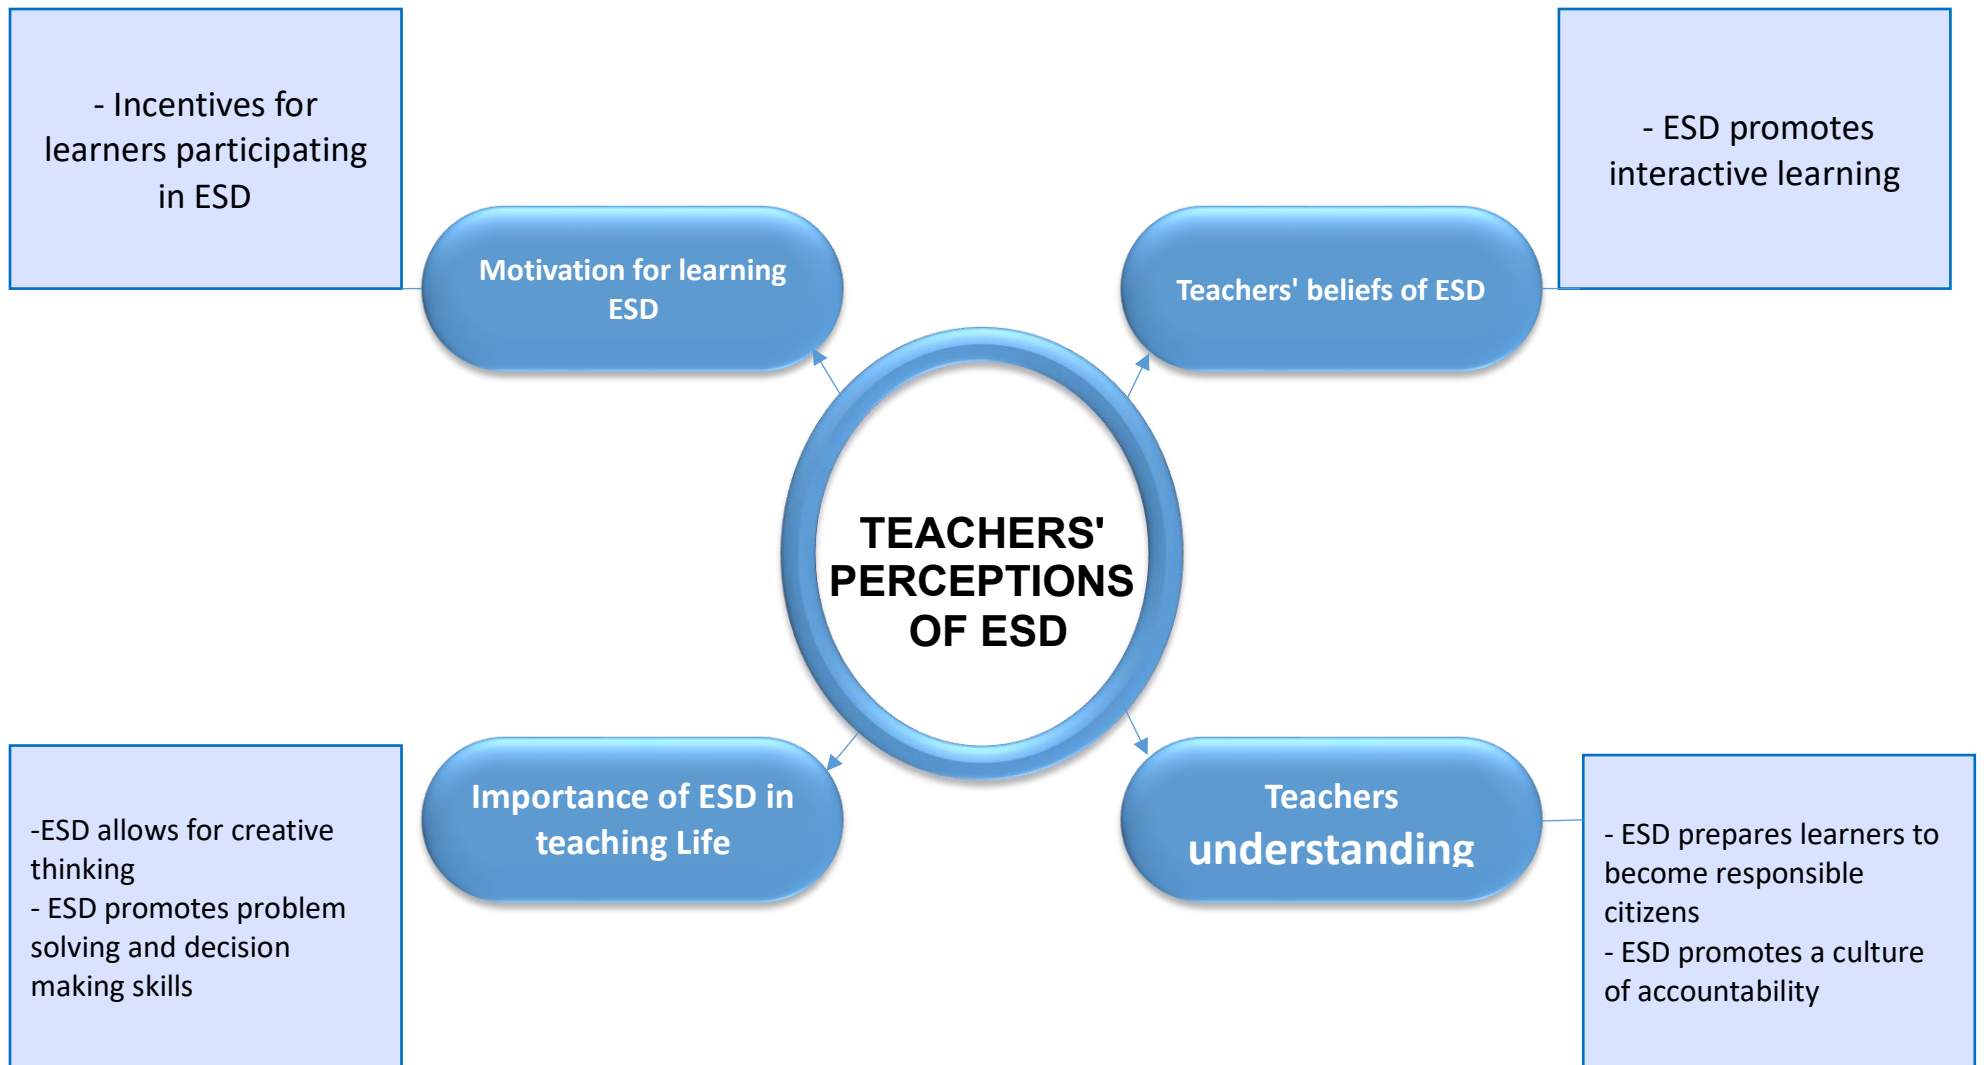 - Incentives for
learners participating
in ESD
- ESD promotes
interactive learning
Motivation for learning
ESD
Teachers' beliefs of ESD
TEACHERS'
PERCEPTIONS
OF ESD
Importance of ESD in
teaching Life
Teachers
understanding
-ESD allows for creative
thinking
- ESD promotes problem
solving and decision
making skills
- ESD prepares learners to
become responsible
citizens
- ESD promotes a culture
of accountability